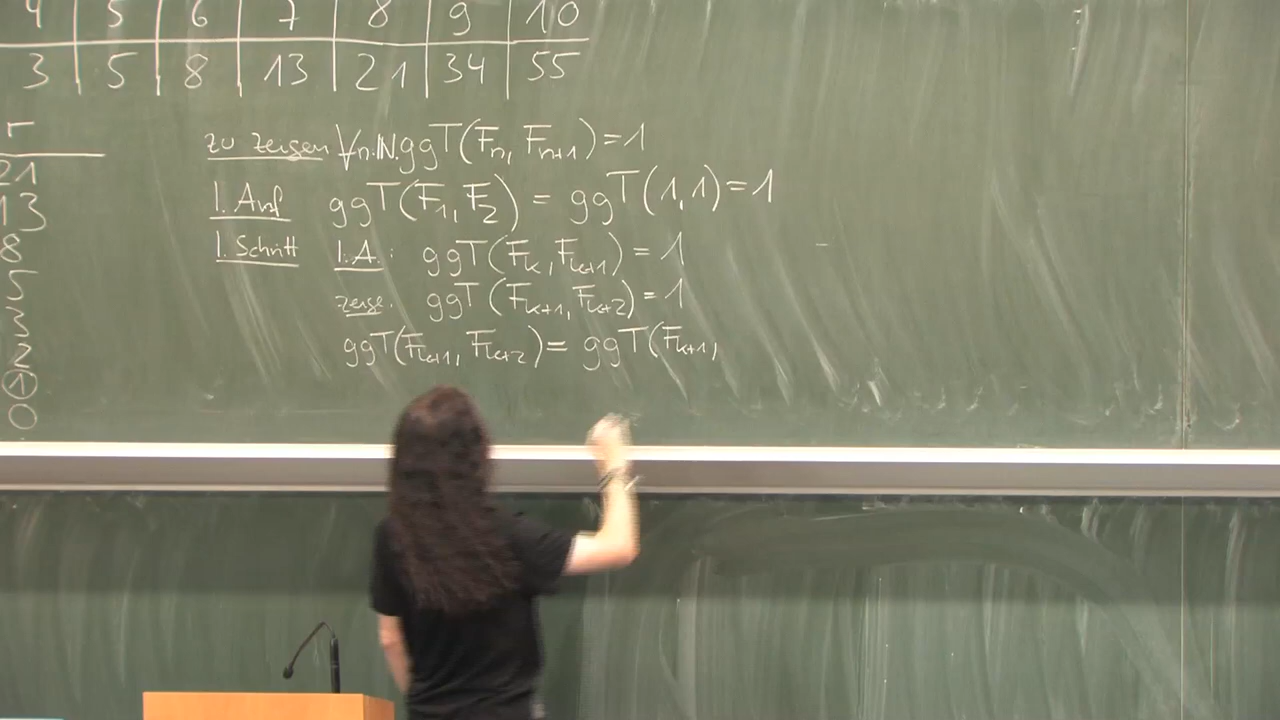 4 5 6 7 8 9 10
3 5 8 13 21 34 55
r
21
13
8
5
3
2
1
0
zu zeigen ∀n∈ℕ. ggT(Fₙ, Fₙ₊₁) = 1
I. Anf ggT(F₁, F₂) = ggT(1,1) = 1
I. Schritt I.A.: ggT(Fₖ, Fₖ₊₁) = 1
zeige: ggT(Fₖ₊₁, Fₖ₊₂) = 1
ggT(Fₖ₊₁, Fₖ₊₂) = ggT(Fₖ₊₁,